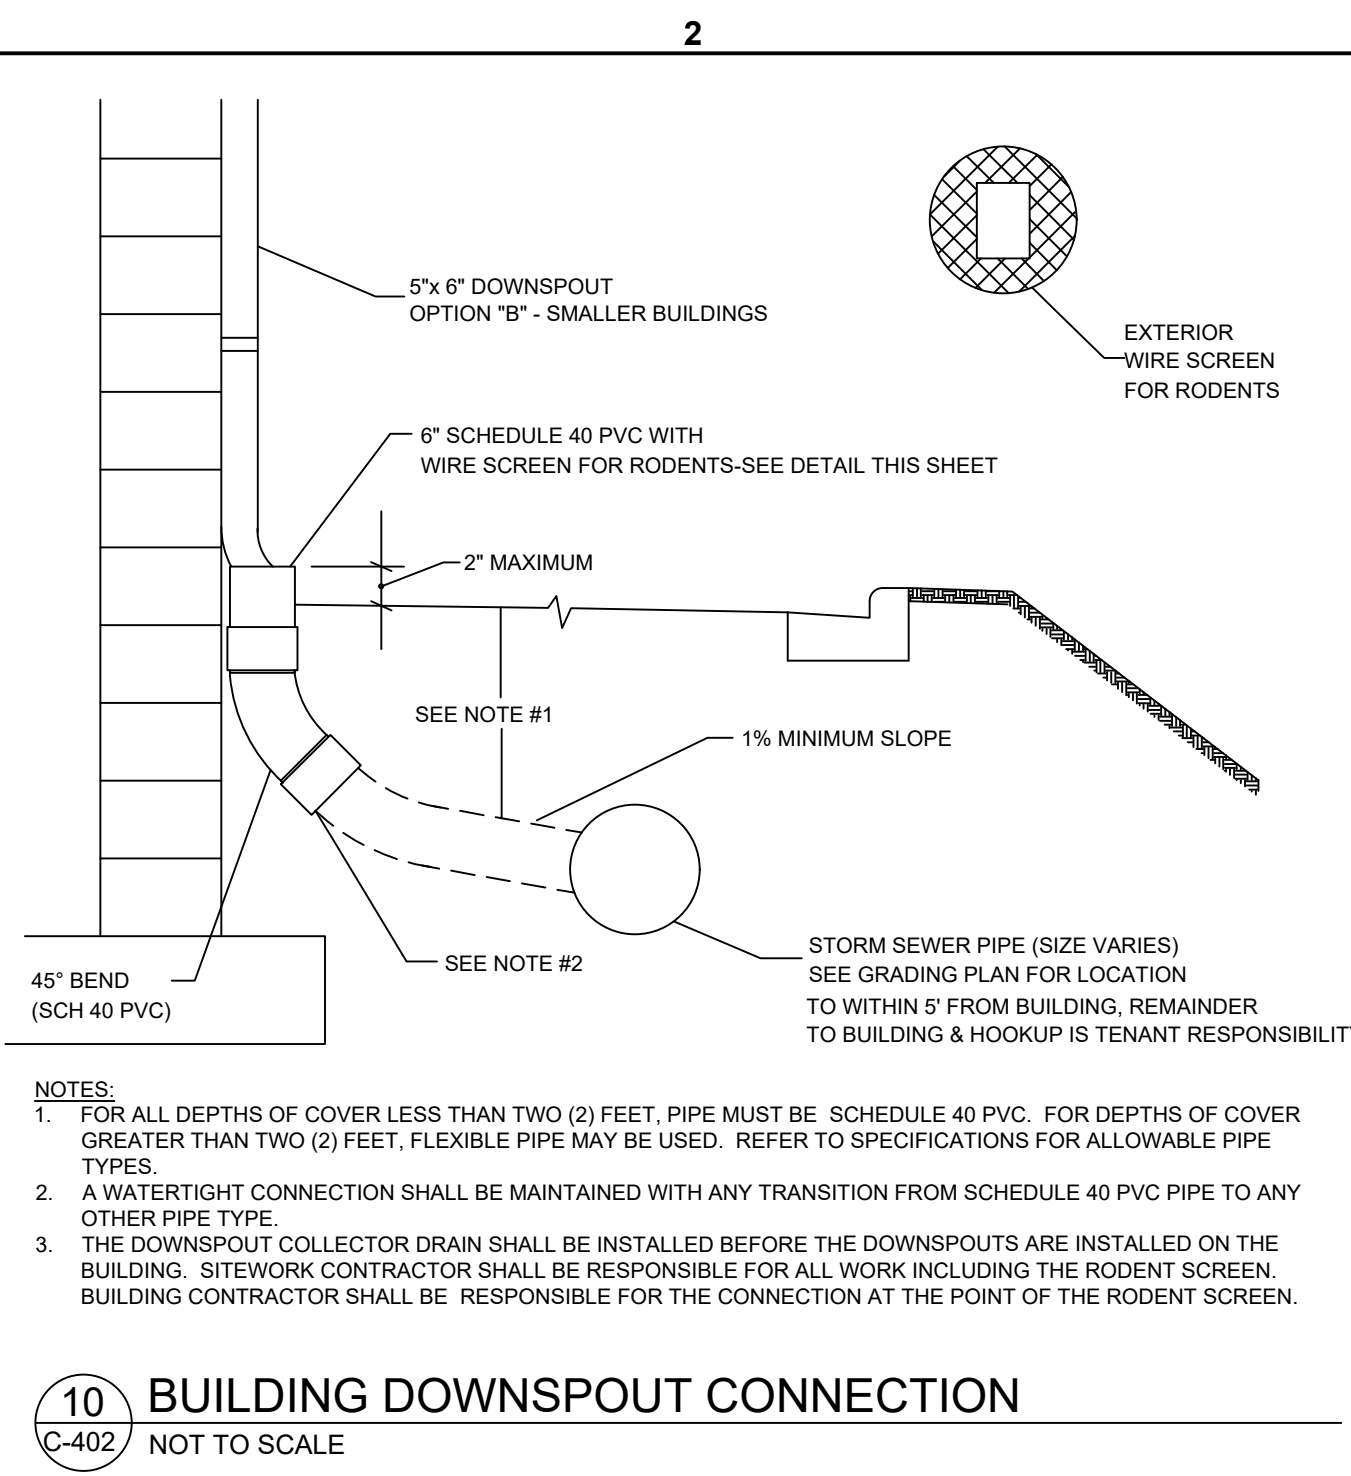 2
5"x 6" DOWNSPOUT
OPTION "B" - SMALLER BUILDINGS
EXTERIOR
WIRE SCREEN
FOR RODENTS
6" SCHEDULE 40 PVC WITH
WIRE SCREEN FOR RODENTS-SEE DETAIL THIS SHEET
2" MAXIMUM
SEE NOTE #1
1% MINIMUM SLOPE
SEE NOTE #2
STORM SEWER PIPE (SIZE VARIES)
SEE GRADING PLAN FOR LOCATION
TO WITHIN 5' FROM BUILDING, REMAINDER
TO BUILDING & HOOKUP IS TENANT RESPONSIBILITY
45° BEND
(SCH 40 PVC)
NOTES:
1. FOR ALL DEPTHS OF COVER LESS THAN TWO (2) FEET, PIPE MUST BE SCHEDULE 40 PVC. FOR DEPTHS OF COVER
GREATER THAN TWO (2) FEET, FLEXIBLE PIPE MAY BE USED. REFER TO SPECIFICATIONS FOR ALLOWABLE PIPE
TYPES.
2. A WATERTIGHT CONNECTION SHALL BE MAINTAINED WITH ANY TRANSITION FROM SCHEDULE 40 PVC PIPE TO ANY
OTHER PIPE TYPE.
3. THE DOWNSPOUT COLLECTOR DRAIN SHALL BE INSTALLED BEFORE THE DOWNSPOUTS ARE INSTALLED ON THE
BUILDING. SITEWORK CONTRACTOR SHALL BE RESPONSIBLE FOR ALL WORK INCLUDING THE RODENT SCREEN.
BUILDING CONTRACTOR SHALL BE RESPONSIBLE FOR THE CONNECTION AT THE POINT OF THE RODENT SCREEN.
10
BUILDING DOWNSPOUT CONNECTION
C-402
NOT TO SCALE